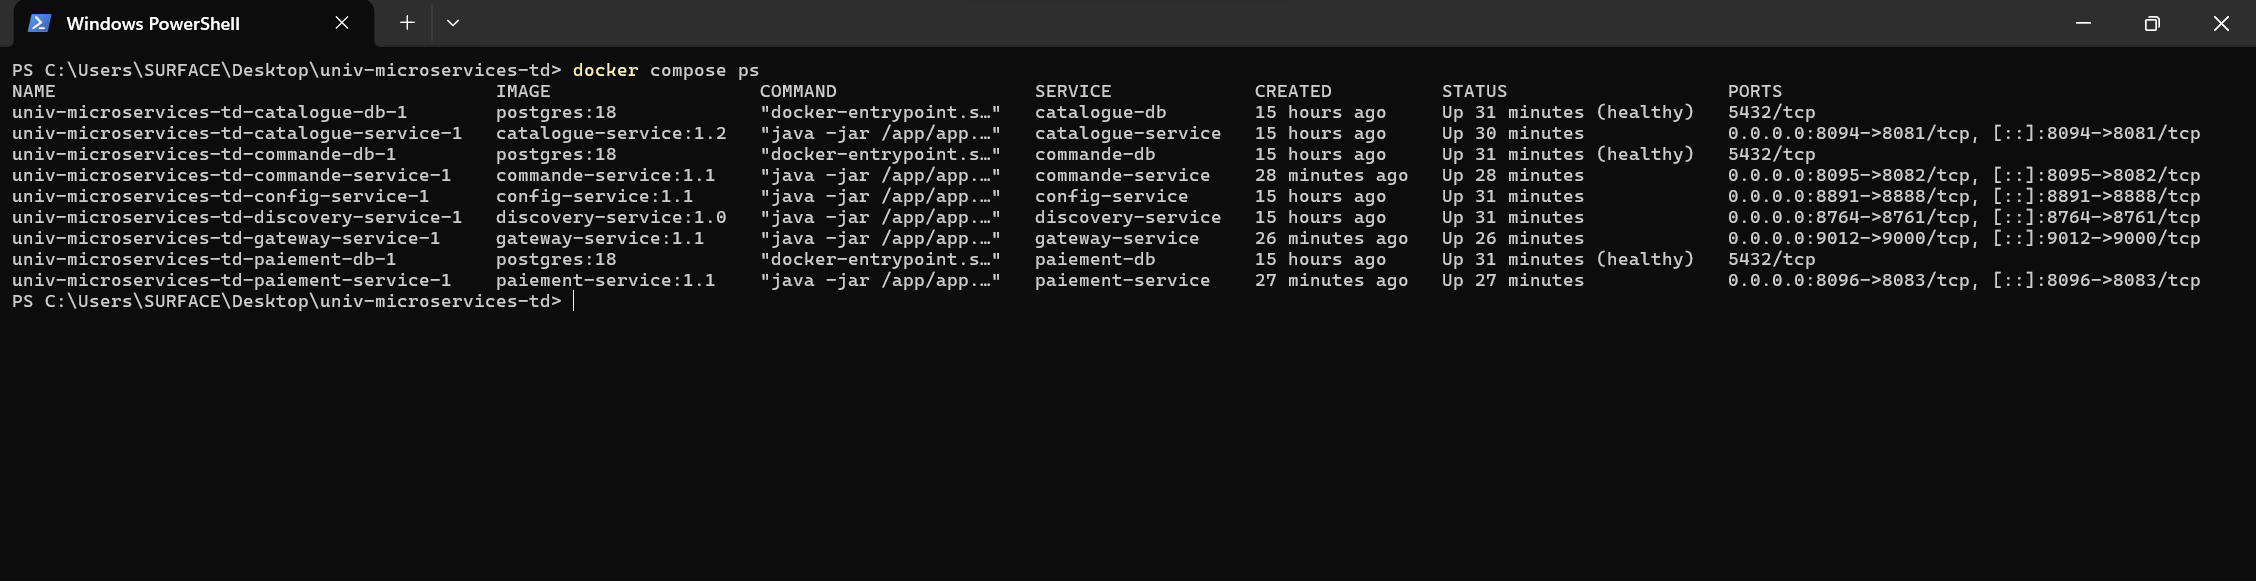 Windows PowerShell
PS C:\Users\SURFACE\Desktop\univ-microservices-td> docker compose ps
NAME IMAGE COMMAND SERVICE CREATED STATUS PORTS
univ-microservices-td-catalogue-db-1 postgres:18 "docker-entrypoint.s…" catalogue-db 15 hours ago Up 31 minutes (healthy) 5432/tcp
univ-microservices-td-catalogue-service-1 catalogue-service:1.2 "java -jar /app/app.…" catalogue-service 15 hours ago Up 30 minutes 0.0.0.0:8094->8081/tcp, [::]:8094->8081/tcp
univ-microservices-td-commande-db-1 postgres:18 "docker-entrypoint.s…" commande-db 15 hours ago Up 31 minutes (healthy) 5432/tcp
univ-microservices-td-commande-service-1 commande-service:1.1 "java -jar /app/app.…" commande-service 28 minutes ago Up 28 minutes 0.0.0.0:8095->8082/tcp, [::]:8095->8082/tcp
univ-microservices-td-config-service-1 config-service:1.1 "java -jar /app/app.…" config-service 15 hours ago Up 31 minutes 0.0.0.0:8891->8888/tcp, [::]:8891->8888/tcp
univ-microservices-td-discovery-service-1 discovery-service:1.0 "java -jar /app/app.…" discovery-service 15 hours ago Up 31 minutes 0.0.0.0:8764->8761/tcp, [::]:8764->8761/tcp
univ-microservices-td-gateway-service-1 gateway-service:1.1 "java -jar /app/app.…" gateway-service 26 minutes ago Up 26 minutes 0.0.0.0:9012->9000/tcp, [::]:9012->9000/tcp
univ-microservices-td-paiement-db-1 postgres:18 "docker-entrypoint.s…" paiement-db 15 hours ago Up 31 minutes (healthy) 5432/tcp
univ-microservices-td-paiement-service-1 paiement-service:1.1 "java -jar /app/app.…" paiement-service 27 minutes ago Up 27 minutes 0.0.0.0:8096->8083/tcp, [::]:8096->8083/tcp
PS C:\Users\SURFACE\Desktop\univ-microservices-td>